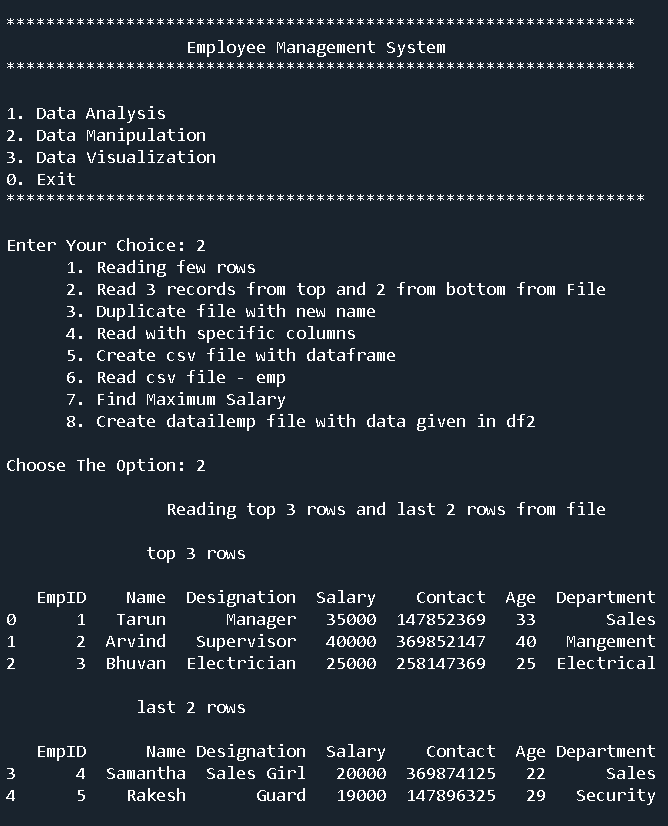 ***************************************************************
Employee Management System
***************************************************************
1. Data Analysis
2. Data Manipulation
3. Data Visualization
0. Exit
****************************************************************
Enter Your Choice: 2
1. Reading few rows
2. Read 3 records from top and 2 from bottom from File
3. Duplicate file with new name
4. Read with specific columns
5. Create csv file with dataframe
6. Read csv file - emp
7. Find Maximum Salary
8. Create datailemp file with data given in df2
Choose The Option: 2
Reading top 3 rows and last 2 rows from file
top 3 rows
EmpID Name Designation Salary Contact Age Department
0 1 Tarun Manager 35000 147852369 33 Sales
1 2 Arvind Supervisor 40000 369852147 40 Mangement
2 3 Bhuvan Electrician 25000 258147369 25 Electrical
last 2 rows
EmpID Name Designation Salary Contact Age Department
3 4 Samantha Sales Girl 20000 369874125 22 Sales
4 5 Rakesh Guard 19000 147896325 29 Security